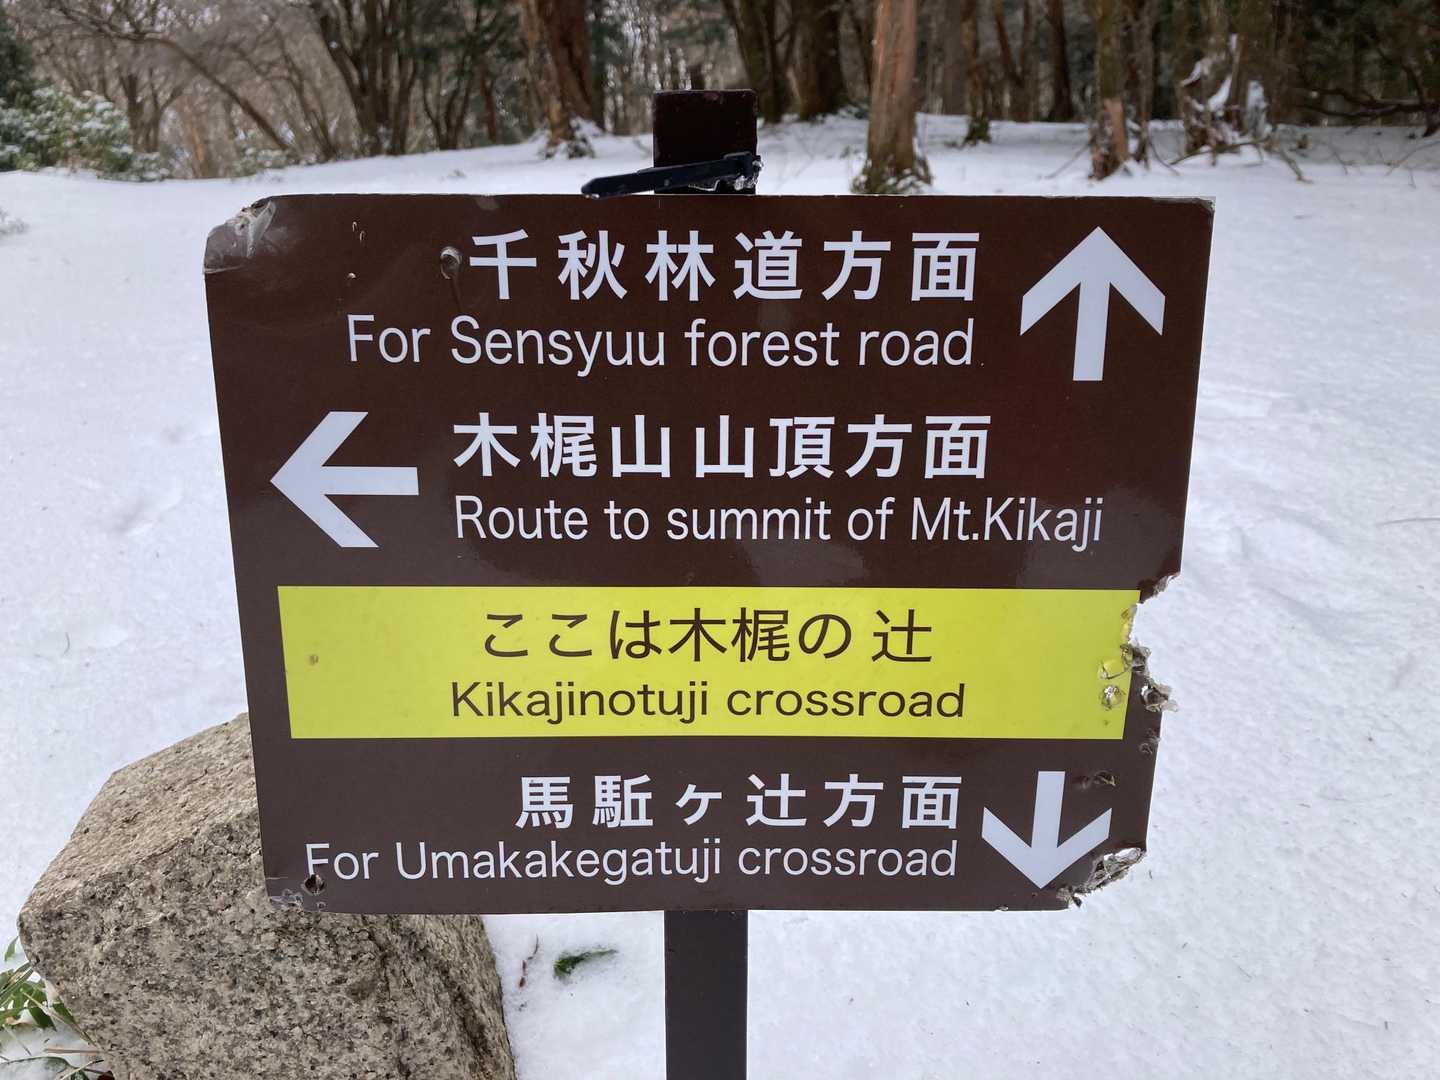 千秋林道方面
For Sensyuu forest road
木梶山山頂方面
Route to summit of Mt.Kikaji
ここは木梶の辻
Kikajinotuji crossroad
馬駈ヶ辻方面
For Umakakegatuji crossroad